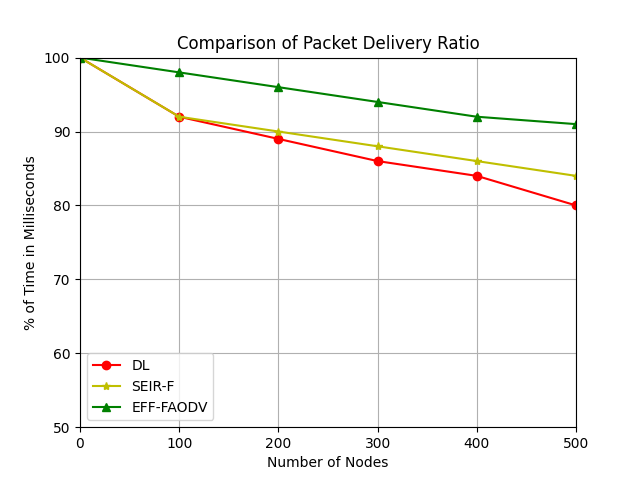 Comparison of Packet Delivery Ratio
% of Time in Milliseconds
100
90
80
70
60
50
DL
SEIR-F
EFF-FAODV
0 100 200 300 400 500
Number of Nodes